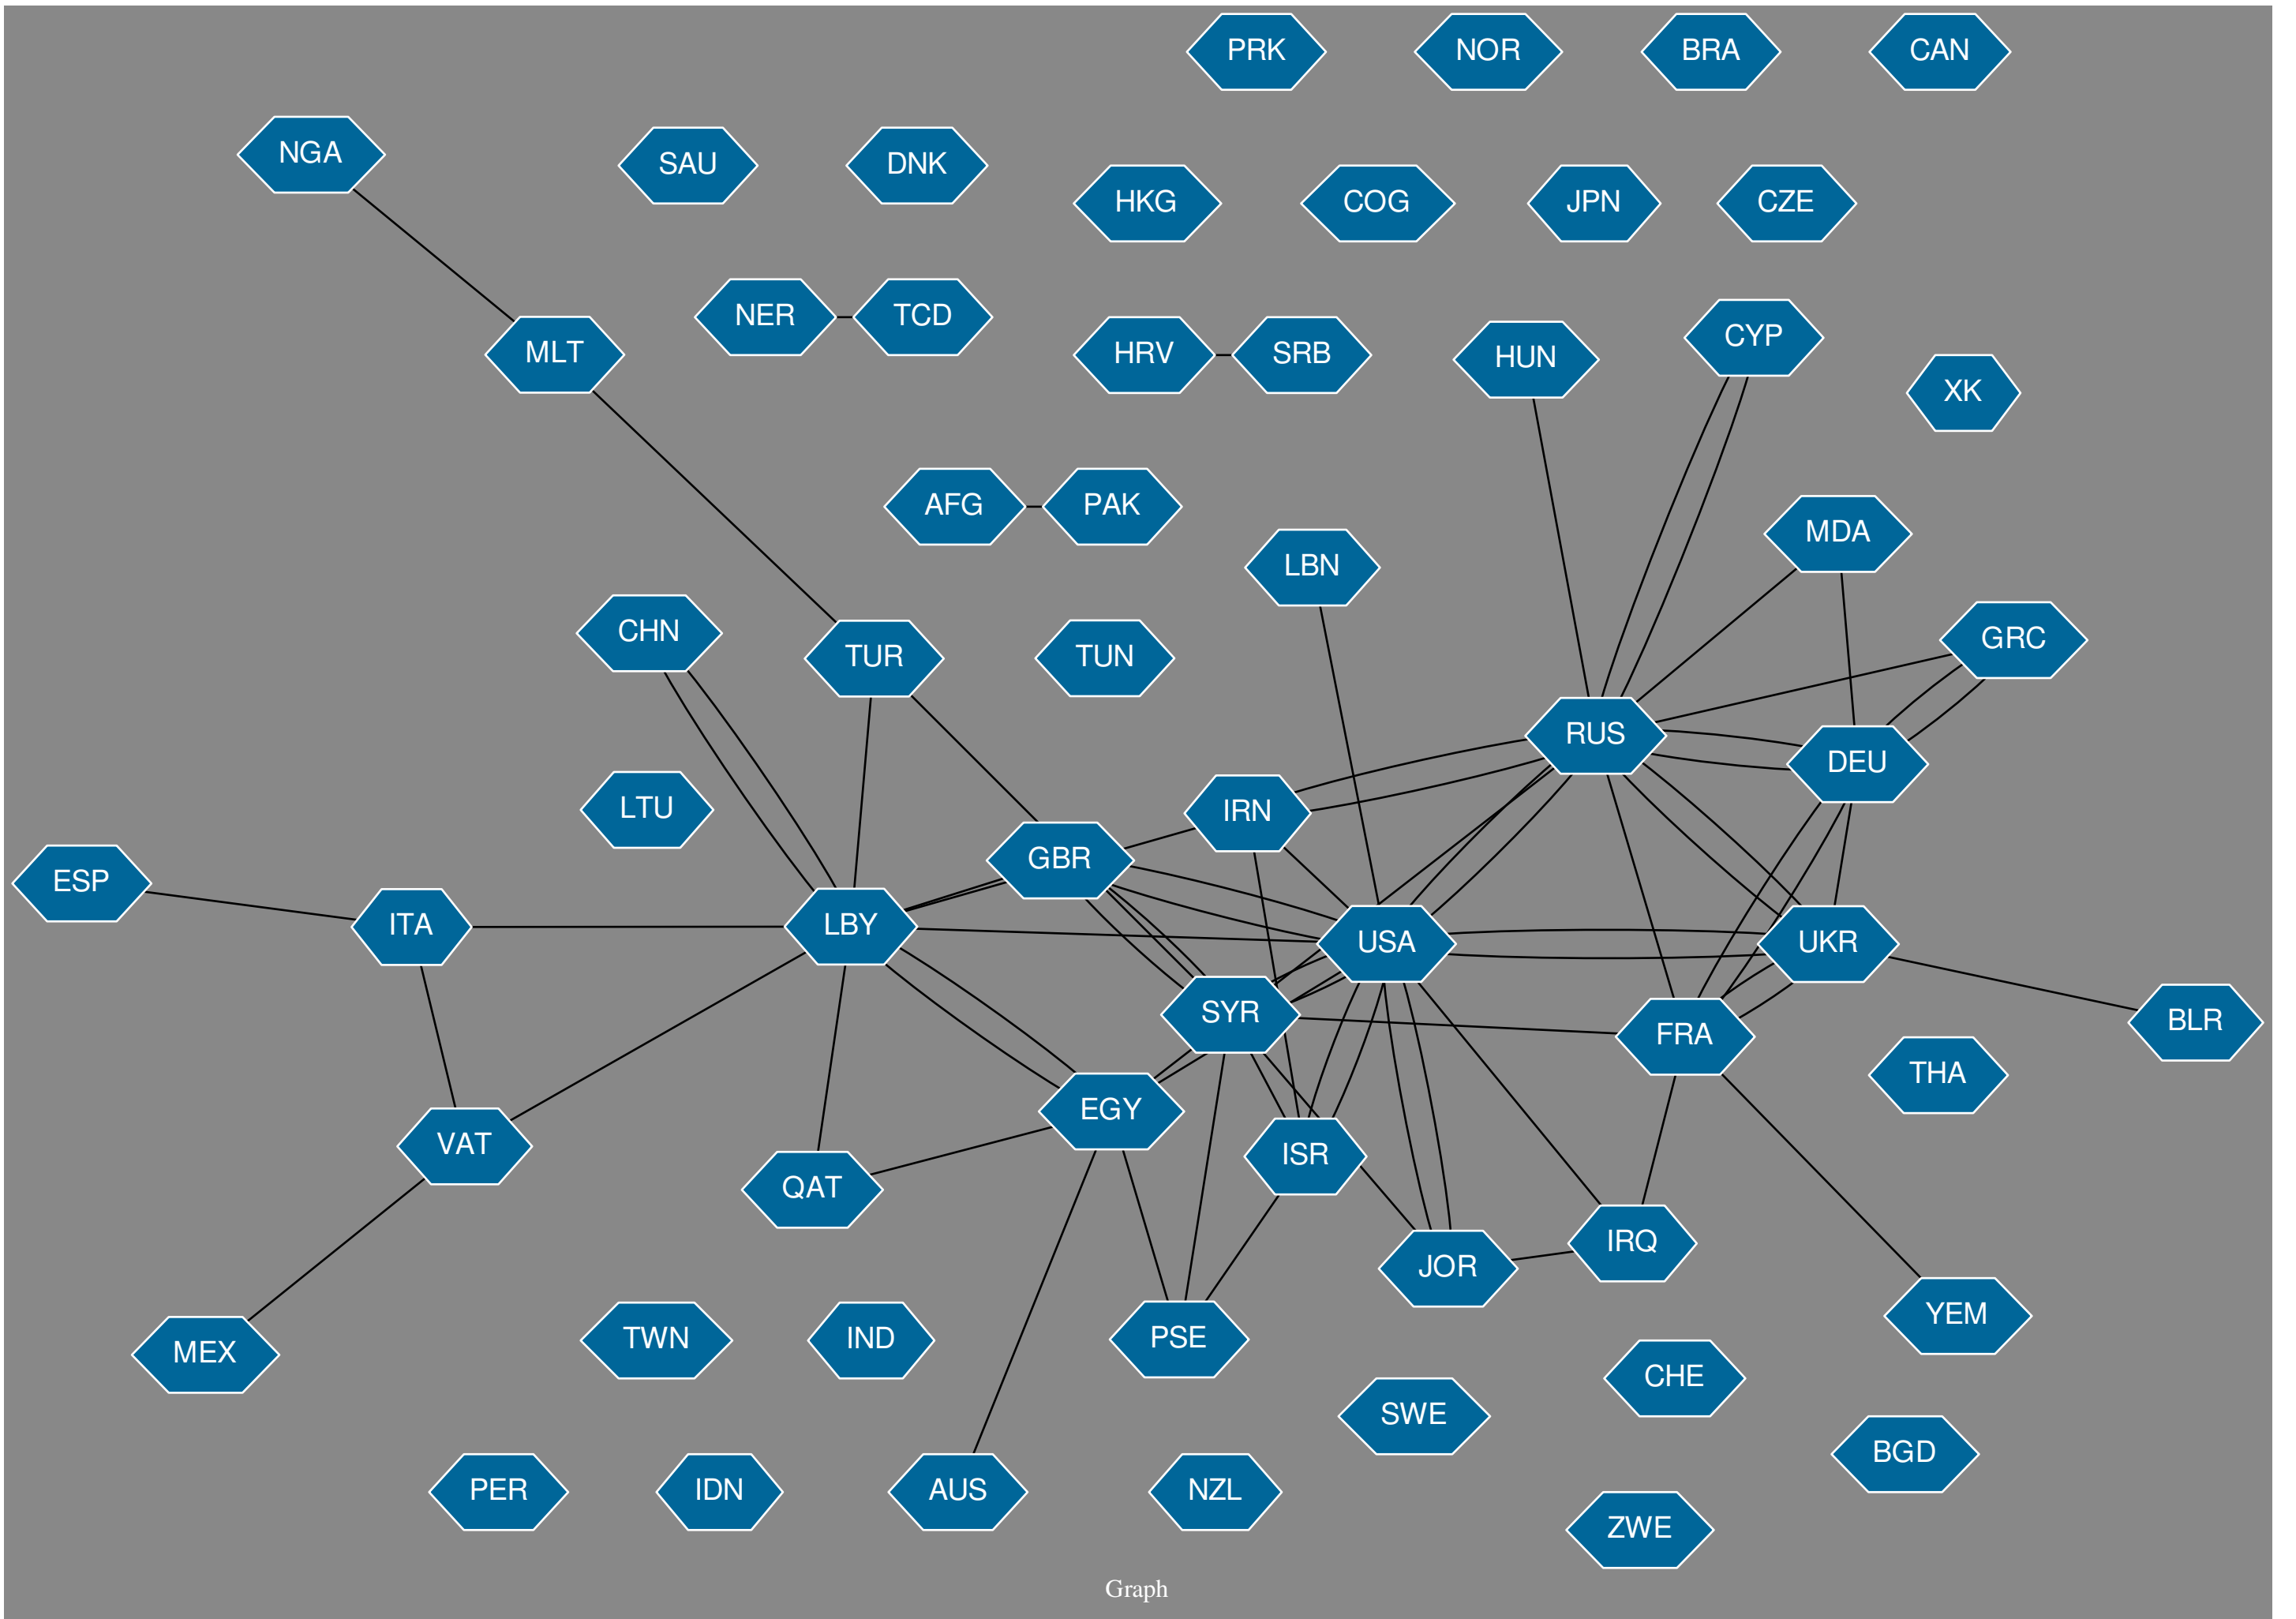 PRK
NOR
BRA
CAN
NGA
SAU
DNK
HKG
COG
JPN
CZE
NER
TCD
MLT
HRV
SRB
HUN
CYP
XK
AFG
PAK
LBN
MDA
CHN
TUR
TUN
GRC
RUS
DEU
LTU
IRN
GBR
ESP
ITA
LBY
USA
UKR
SYR
FRA
BLR
THA
EGY
VAT
QAT
ISR
JOR
IRQ
YEM
MEX
TWN
IND
PSE
CHE
SWE
BGD
PER
IDN
AUS
NZL
ZWE
Graph